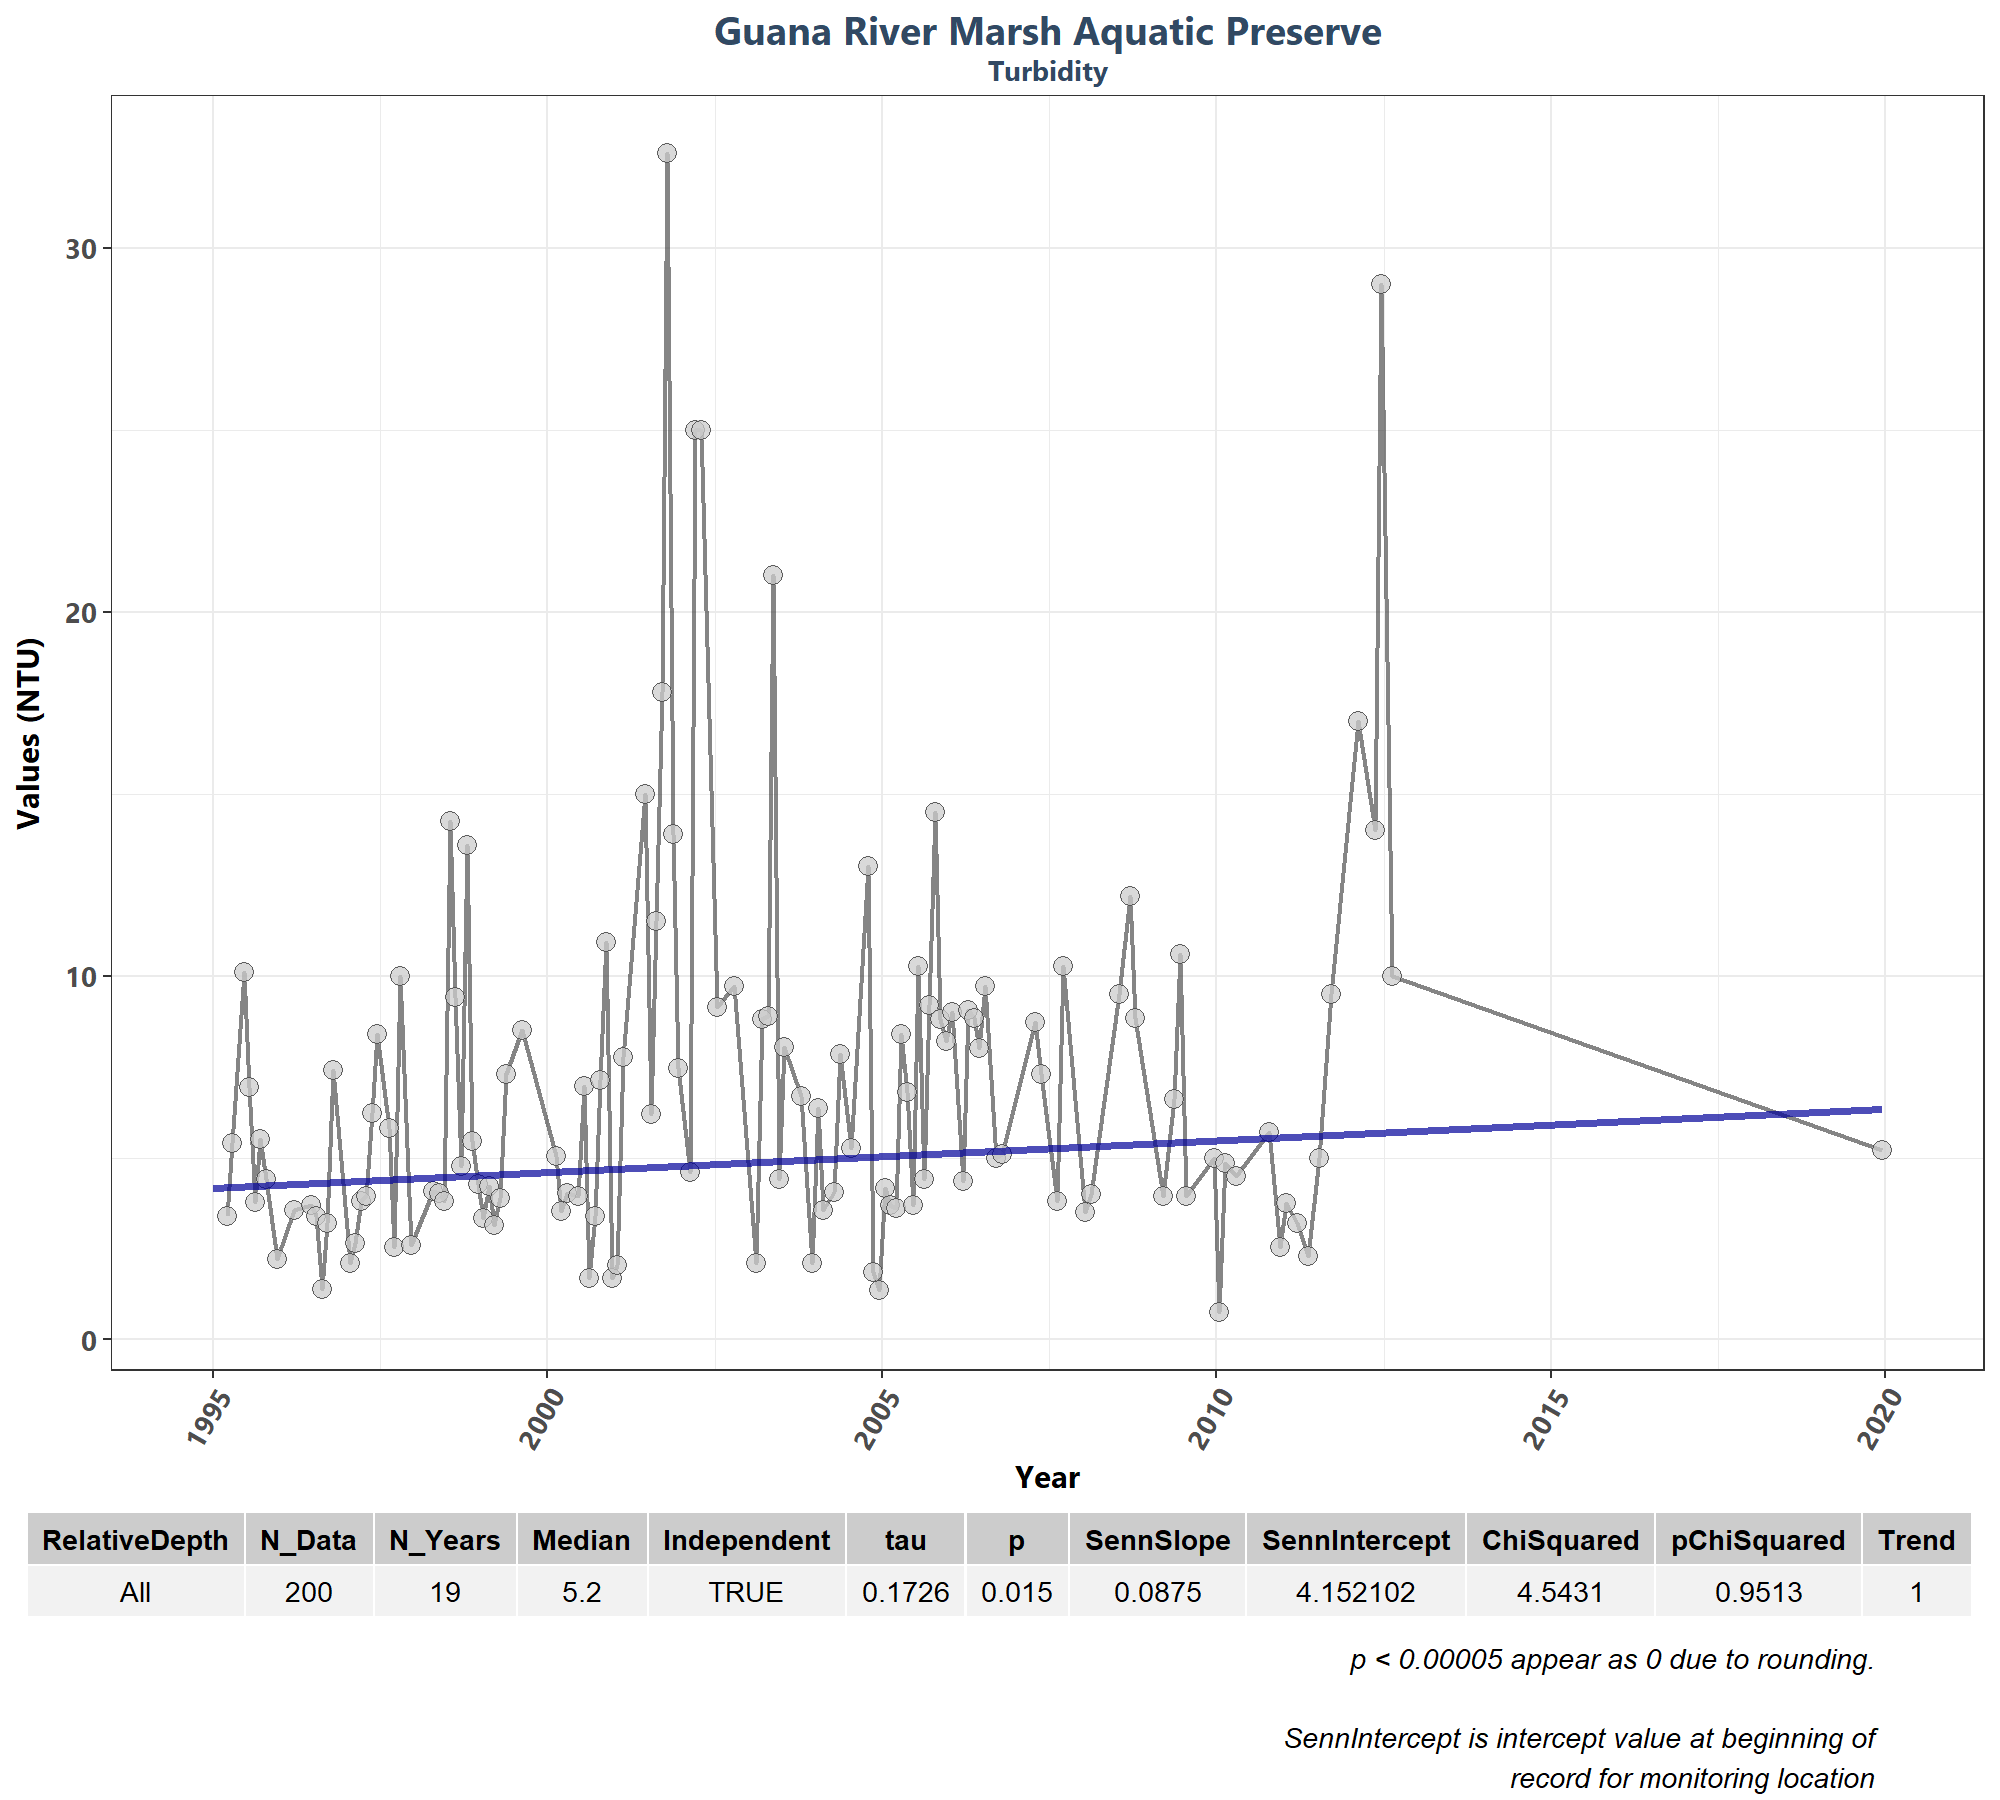 Guana River Marsh Aquatic Preserve
Turbidity
Values (NTU)
30
20
10
0
1995 2000 2005 2010 2015 2020
Year
RelativeDepth N_Data N_Years Median Independent tau p SennSlope SennIntercept ChiSquared pChiSquared Trend
All 200 19 5.2 TRUE 0.1726 0.015 0.0875 4.152102 4.5431 0.9513 1
p < 0.00005 appear as 0 due to rounding.
SennIntercept is intercept value at beginning of
record for monitoring location